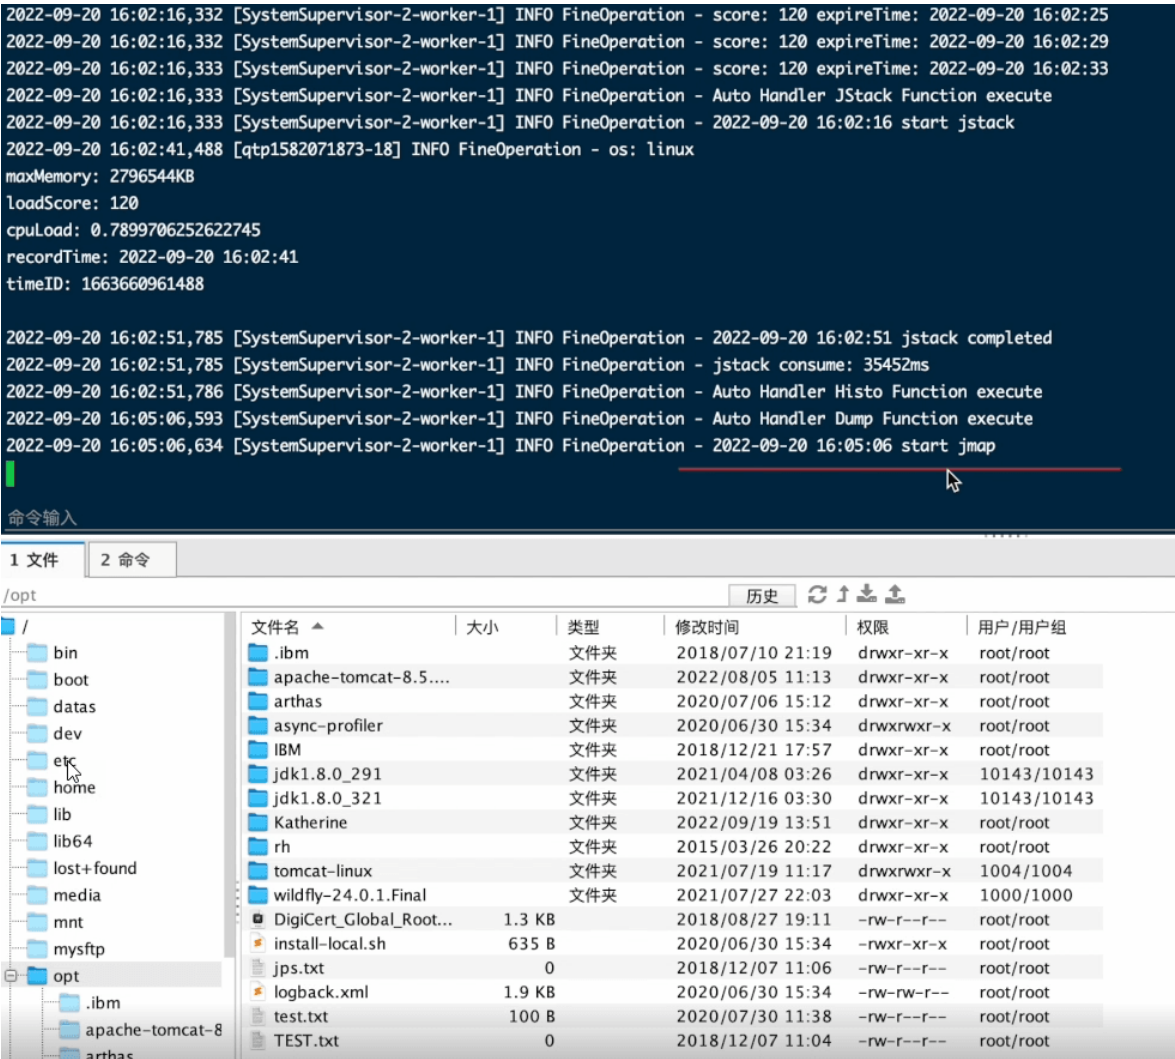 2022-09-20 16:02:16,332 [SystemSupervisor-2-worker-1] INFO FineOperation - score: 120 expireTime: 2022-09-20 16:02:25
2022-09-20 16:02:16,332 [SystemSupervisor-2-worker-1] INFO FineOperation - score: 120 expireTime: 2022-09-20 16:02:29
2022-09-20 16:02:16,333 [SystemSupervisor-2-worker-1] INFO FineOperation - score: 120 expireTime: 2022-09-20 16:02:33
2022-09-20 16:02:16,333 [SystemSupervisor-2-worker-1] INFO FineOperation - Auto Handler JStack Function execute
2022-09-20 16:02:16,333 [SystemSupervisor-2-worker-1] INFO FineOperation - 2022-09-20 16:02:16 start jstack
2022-09-20 16:02:41,488 [qtp1582071873-18] INFO FineOperation - os: linux
maxMemory: 2796544KB
loadScore: 120
cpuLoad: 0.7899706252622745
recordTime: 2022-09-20 16:02:41
timeID: 1663660961488
2022-09-20 16:02:51,785 [SystemSupervisor-2-worker-1] INFO FineOperation - 2022-09-20 16:02:51 jstack completed
2022-09-20 16:02:51,785 [SystemSupervisor-2-worker-1] INFO FineOperation - jstack consume: 35452ms
2022-09-20 16:02:51,786 [SystemSupervisor-2-worker-1] INFO FineOperation - Auto Handler Histo Function execute
2022-09-20 16:05:06,593 [SystemSupervisor-2-worker-1] INFO FineOperation - Auto Handler Dump Function execute
2022-09-20 16:05:06,634 [SystemSupervisor-2-worker-1] INFO FineOperation - 2022-09-20 16:05:06 start jmap
命令输入
1 文件 2 命令
/opt 历史
/
bin
boot
datas
dev
etc
home
lib
lib64
lost+found
media
mnt
mysftp
opt
.ibm
apache-tomcat-8
arthas
文件名 大小 类型 修改时间 权限 用户/用户组
.ibm 文件夹 2018/07/10 21:19 drwxr-xr-x root/root
apache-tomcat-8.5.... 文件夹 2022/08/05 11:13 drwxr-xr-x root/root
arthas 文件夹 2020/07/06 15:12 drwxr-xr-x root/root
async-profiler 文件夹 2020/06/30 15:34 drwxrwxr-x root/root
IBM 文件夹 2018/12/21 17:57 drwxr-xr-x root/root
jdk1.8.0_291 文件夹 2021/04/08 03:26 drwxr-xr-x 10143/10143
jdk1.8.0_321 文件夹 2021/12/16 03:30 drwxr-xr-x 10143/10143
Katherine 文件夹 2022/09/19 13:51 drwxr-xr-x root/root
rh 文件夹 2015/03/26 20:22 drwxr-xr-x root/root
tomcat-linux 文件夹 2021/07/19 11:17 drwxrwxr-x 1004/1004
wildfly-24.0.1.Final 文件夹 2021/07/27 22:03 drwxr-xr-x 1000/1000
DigiCert_Global_Root... 1.3 KB 2018/08/27 19:11 -rw-r--r-- root/root
install-local.sh 635 B 2020/06/30 15:34 -rwxr-xr-x root/root
jps.txt 0 2018/12/07 11:06 -rw-r--r-- root/root
logback.xml 1.9 KB 2020/06/30 15:34 -rw-rw-r-- root/root
test.txt 100 B 2020/07/30 11:38 -rw-r--r-- root/root
TEST.txt 0 2018/12/07 11:04 -rw-r--r-- root/root